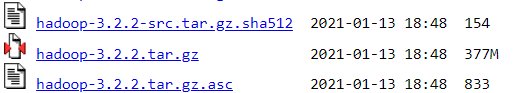 hadoop-3.2.2-src.tar.gz.sha512 2021-01-13 18:48 154
hadoop-3.2.2.tar.gz 2021-01-13 18:48 377M
hadoop-3.2.2.tar.gz.asc 2021-01-13 18:48 833